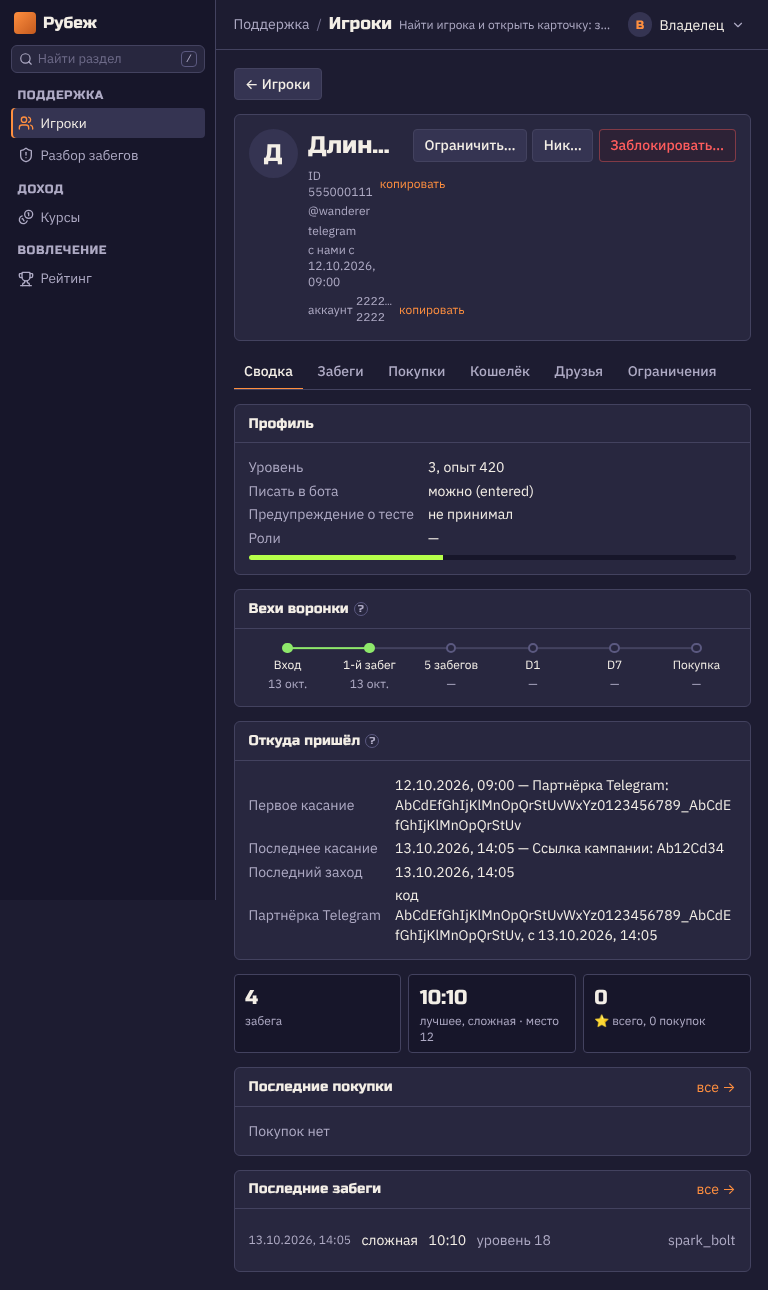 Рубеж
Найти раздел /
ПОДДЕРЖКА
Игроки
Разбор забегов
ДОХОД
Курсы
ВОВЛЕЧЕНИЕ
Рейтинг
Поддержка / Игроки Найти игрока и открыть карточку: з...
В Владелец
← Игроки
Д
Длин...
Ограничить... Ник... Заблокировать...
ID
555000111 копировать
@wanderer
telegram
с нами с
12.10.2026,
09:00
аккаунт 2222… 2222 копировать
Сводка Забеги Покупки Кошелёк Друзья Ограничения
Профиль
Уровень 3, опыт 420
Писать в бота можно (entered)
Предупреждение о тесте не принимал
Роли —
Вехи воронки ?
Вход 1-й забег 5 забегов D1 D7 Покупка
13 окт. 13 окт. — — — —
Откуда пришёл ?
Первое касание 12.10.2026, 09:00 — Партнёрка Telegram:
AbCdEfGhIjKlMnOpQrStUvWxYz0123456789_AbCdE
fGhIjKlMnOpQrStUv
Последнее касание 13.10.2026, 14:05 — Ссылка кампании: Ab12Cd34
Последний заход 13.10.2026, 14:05
Партнёрка Telegram код
AbCdEfGhIjKlMnOpQrStUvWxYz0123456789_AbCdE
fGhIjKlMnOpQrStUv, с 13.10.2026, 14:05
4
забега
10:10
лучшее, сложная · место
12
0
⭐ всего, 0 покупок
Последние покупки все →
Покупок нет
Последние забеги все →
13.10.2026, 14:05 сложная 10:10 уровень 18 spark_bolt